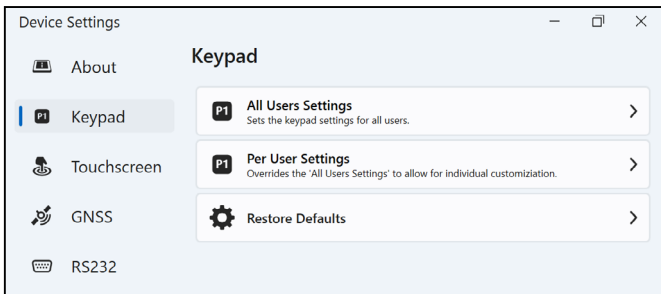 Device Settings
About
P1 Keypad
Touchscreen
GNSS
RS232
Keypad
P1 All Users Settings
Sets the keypad settings for all users.
P1 Per User Settings
Overrides the 'All Users Settings' to allow for individual customiziation.
Restore Defaults